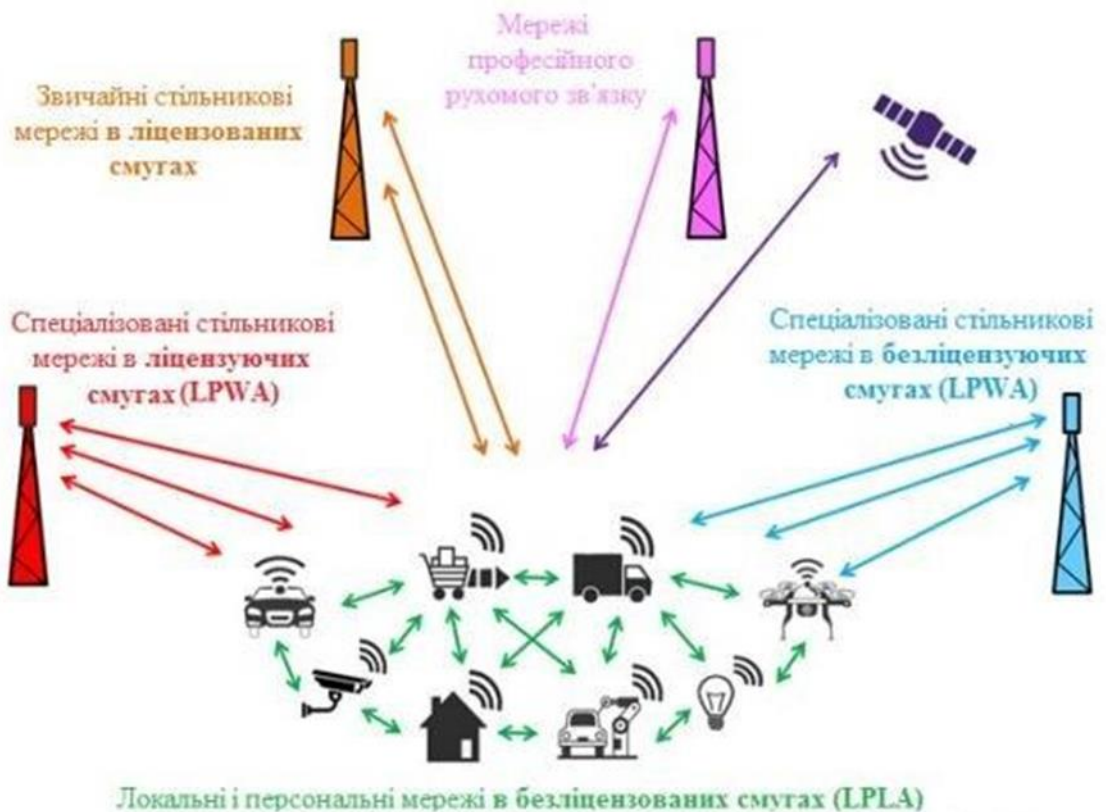 Мережі
професійного
рухомого зв'язку
Звичайні стільникові
мережі в ліцензованих
смугах
Спеціалізовані стільникові
мережі в ліцензуючих
смугах (LPWA)
Спеціалізовані стільникові
мережі в безліцензуючих
смугах (LPWA)
Локальні і персональні мережі в безліцензованих смугах (LPLA)